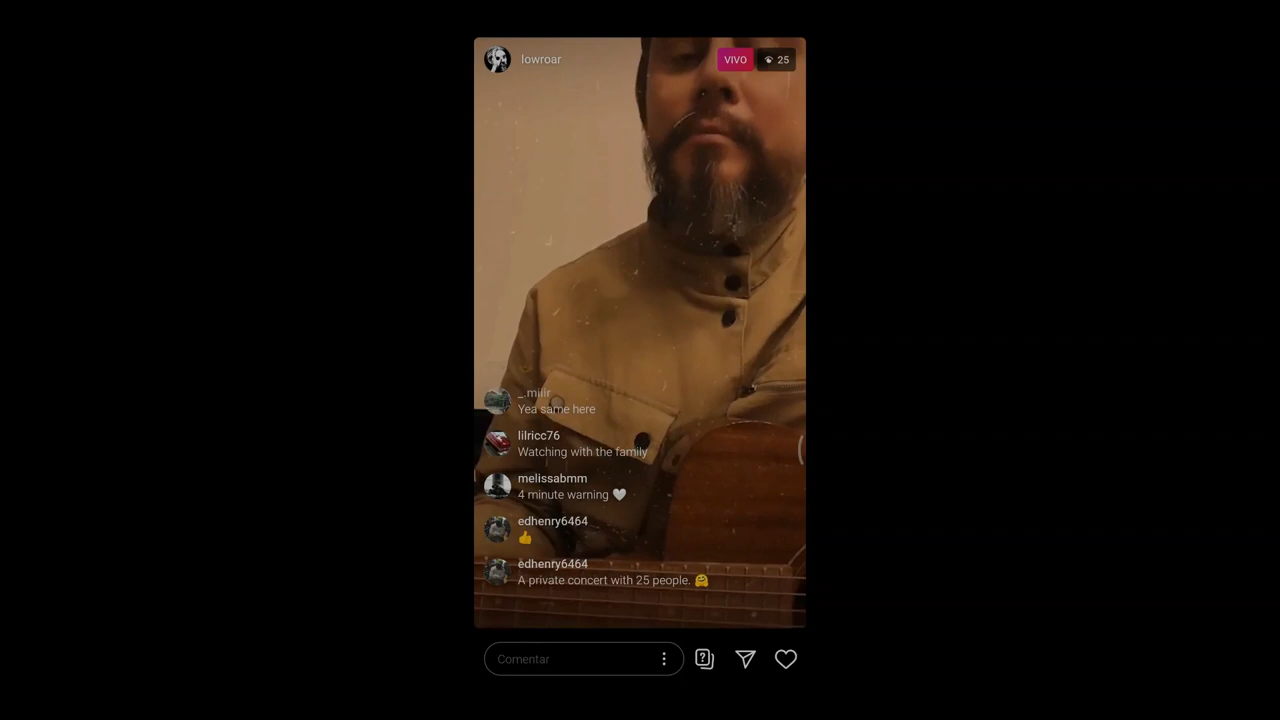 lowroar
VIVO
25
_.millr
Yea same here
lilricc76
Watching with the family
melissabmm
4 minute warning 🤍
edhenry6464
👍
edhenry6464
A private concert with 25 people. 🤗
Comentar